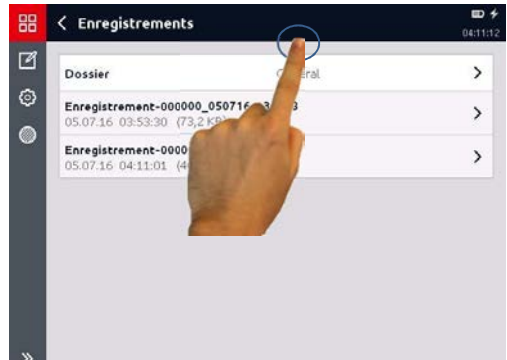 Enregistrements
04:11:12
Dossier
Enregistrement-000000_050716
05.07.16 03:53:30 (73,2
05.07.16 04:11:01